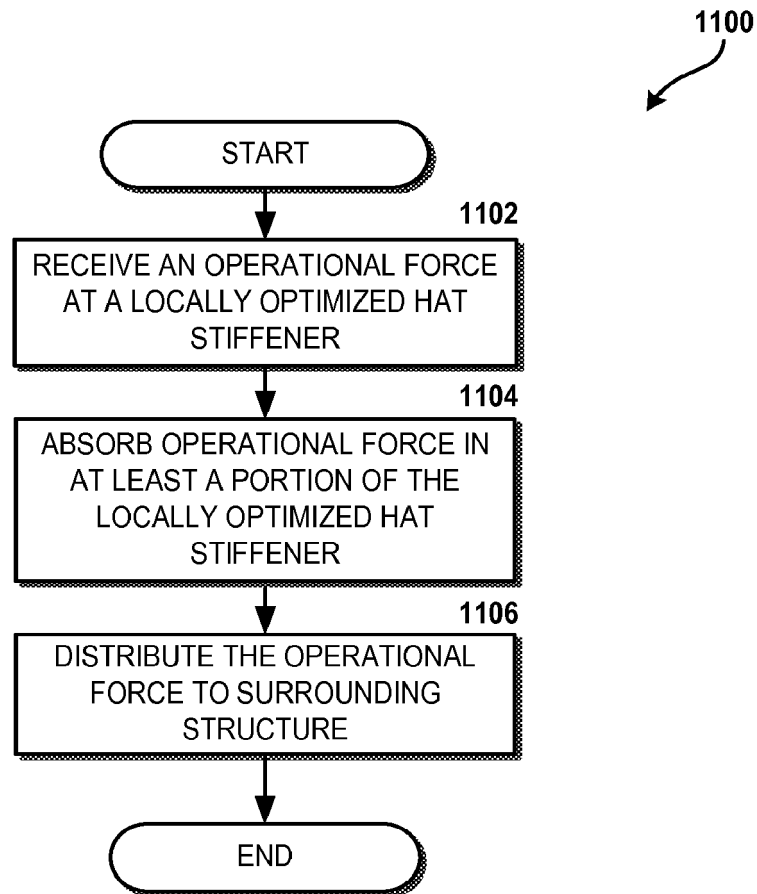 1100
START
1102
RECEIVE AN OPERATIONAL FORCE
AT A LOCALLY OPTIMIZED HAT
STIFFENER
1104
ABSORB OPERATIONAL FORCE IN
AT LEAST A PORTION OF THE
LOCALLY OPTIMIZED HAT
STIFFENER
1106
DISTRIBUTE THE OPERATIONAL
FORCE TO SURROUNDING
STRUCTURE
END